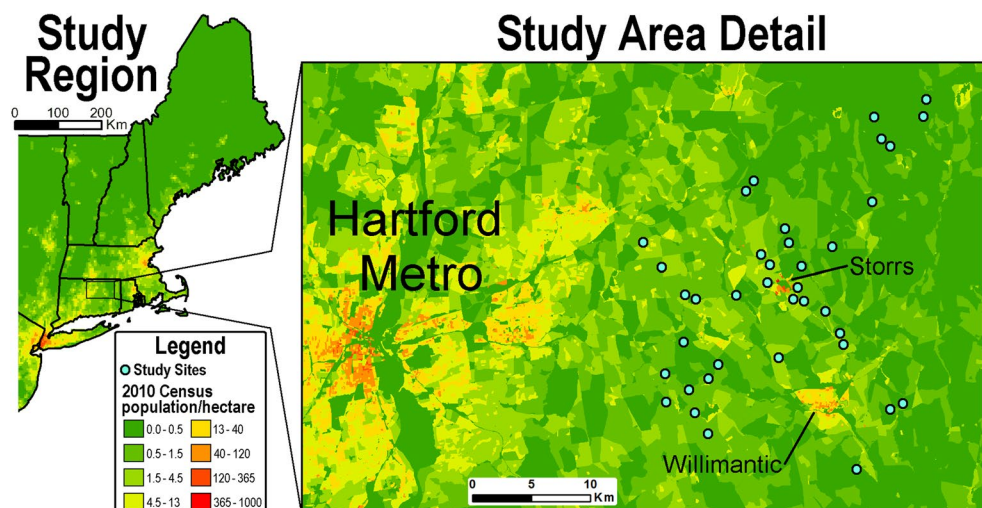 Study
Region
0 100 200
Km
Study Area Detail
Hartford
Metro
Storrs
Willimantic
Legend
Study Sites
2010 Census
population/hectare
0.0 - 0.5
13 - 40
0.5 - 1.5
40 - 120
1.5 - 4.5
120 - 365
4.5 - 13
365 - 1000
0 5 10
Km